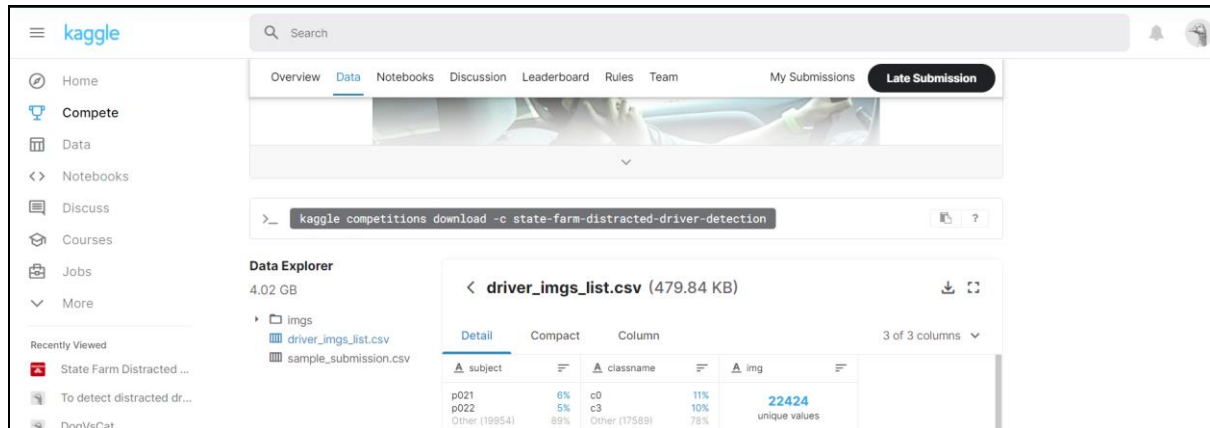 kaggle
Search
Home
Compete
Data
Notebooks
Discuss
Courses
Jobs
More
Recently Viewed
State Farm Distracted ...
To detect distracted dr...
DogVsCat
Overview Data Notebooks Discussion Leaderboard Rules Team My Submissions Late Submission
>_ kaggle competitions download -c state-farm-distracted-driver-detection ?
Data Explorer
4.02 GB
imgs
driver_imgs_list.csv
sample_submission.csv
< driver_imgs_list.csv (479.84 KB)
Detail Compact Column 3 of 3 columns
A subject A classname A img
p021 6% c0 11% 22424
p022 5% c3 10% unique values
Other (19954) 89% Other (17589) 78%